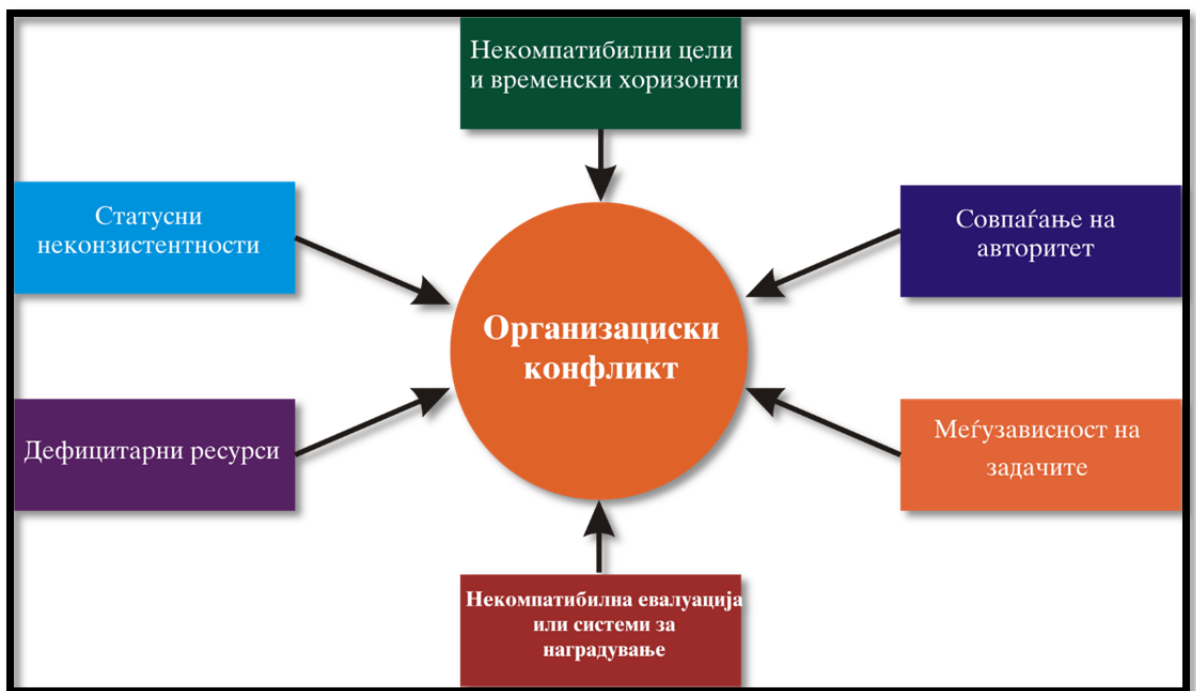 Некомпатибилни цели
и временски хоризонти
Статусни
неконзистентности
Совпаѓање на
авторитет
Организациски
конфликт
Дефицитарни ресурси
Меѓузависност на
задачите
Некомпатибилна евалуација
или системи за
наградување